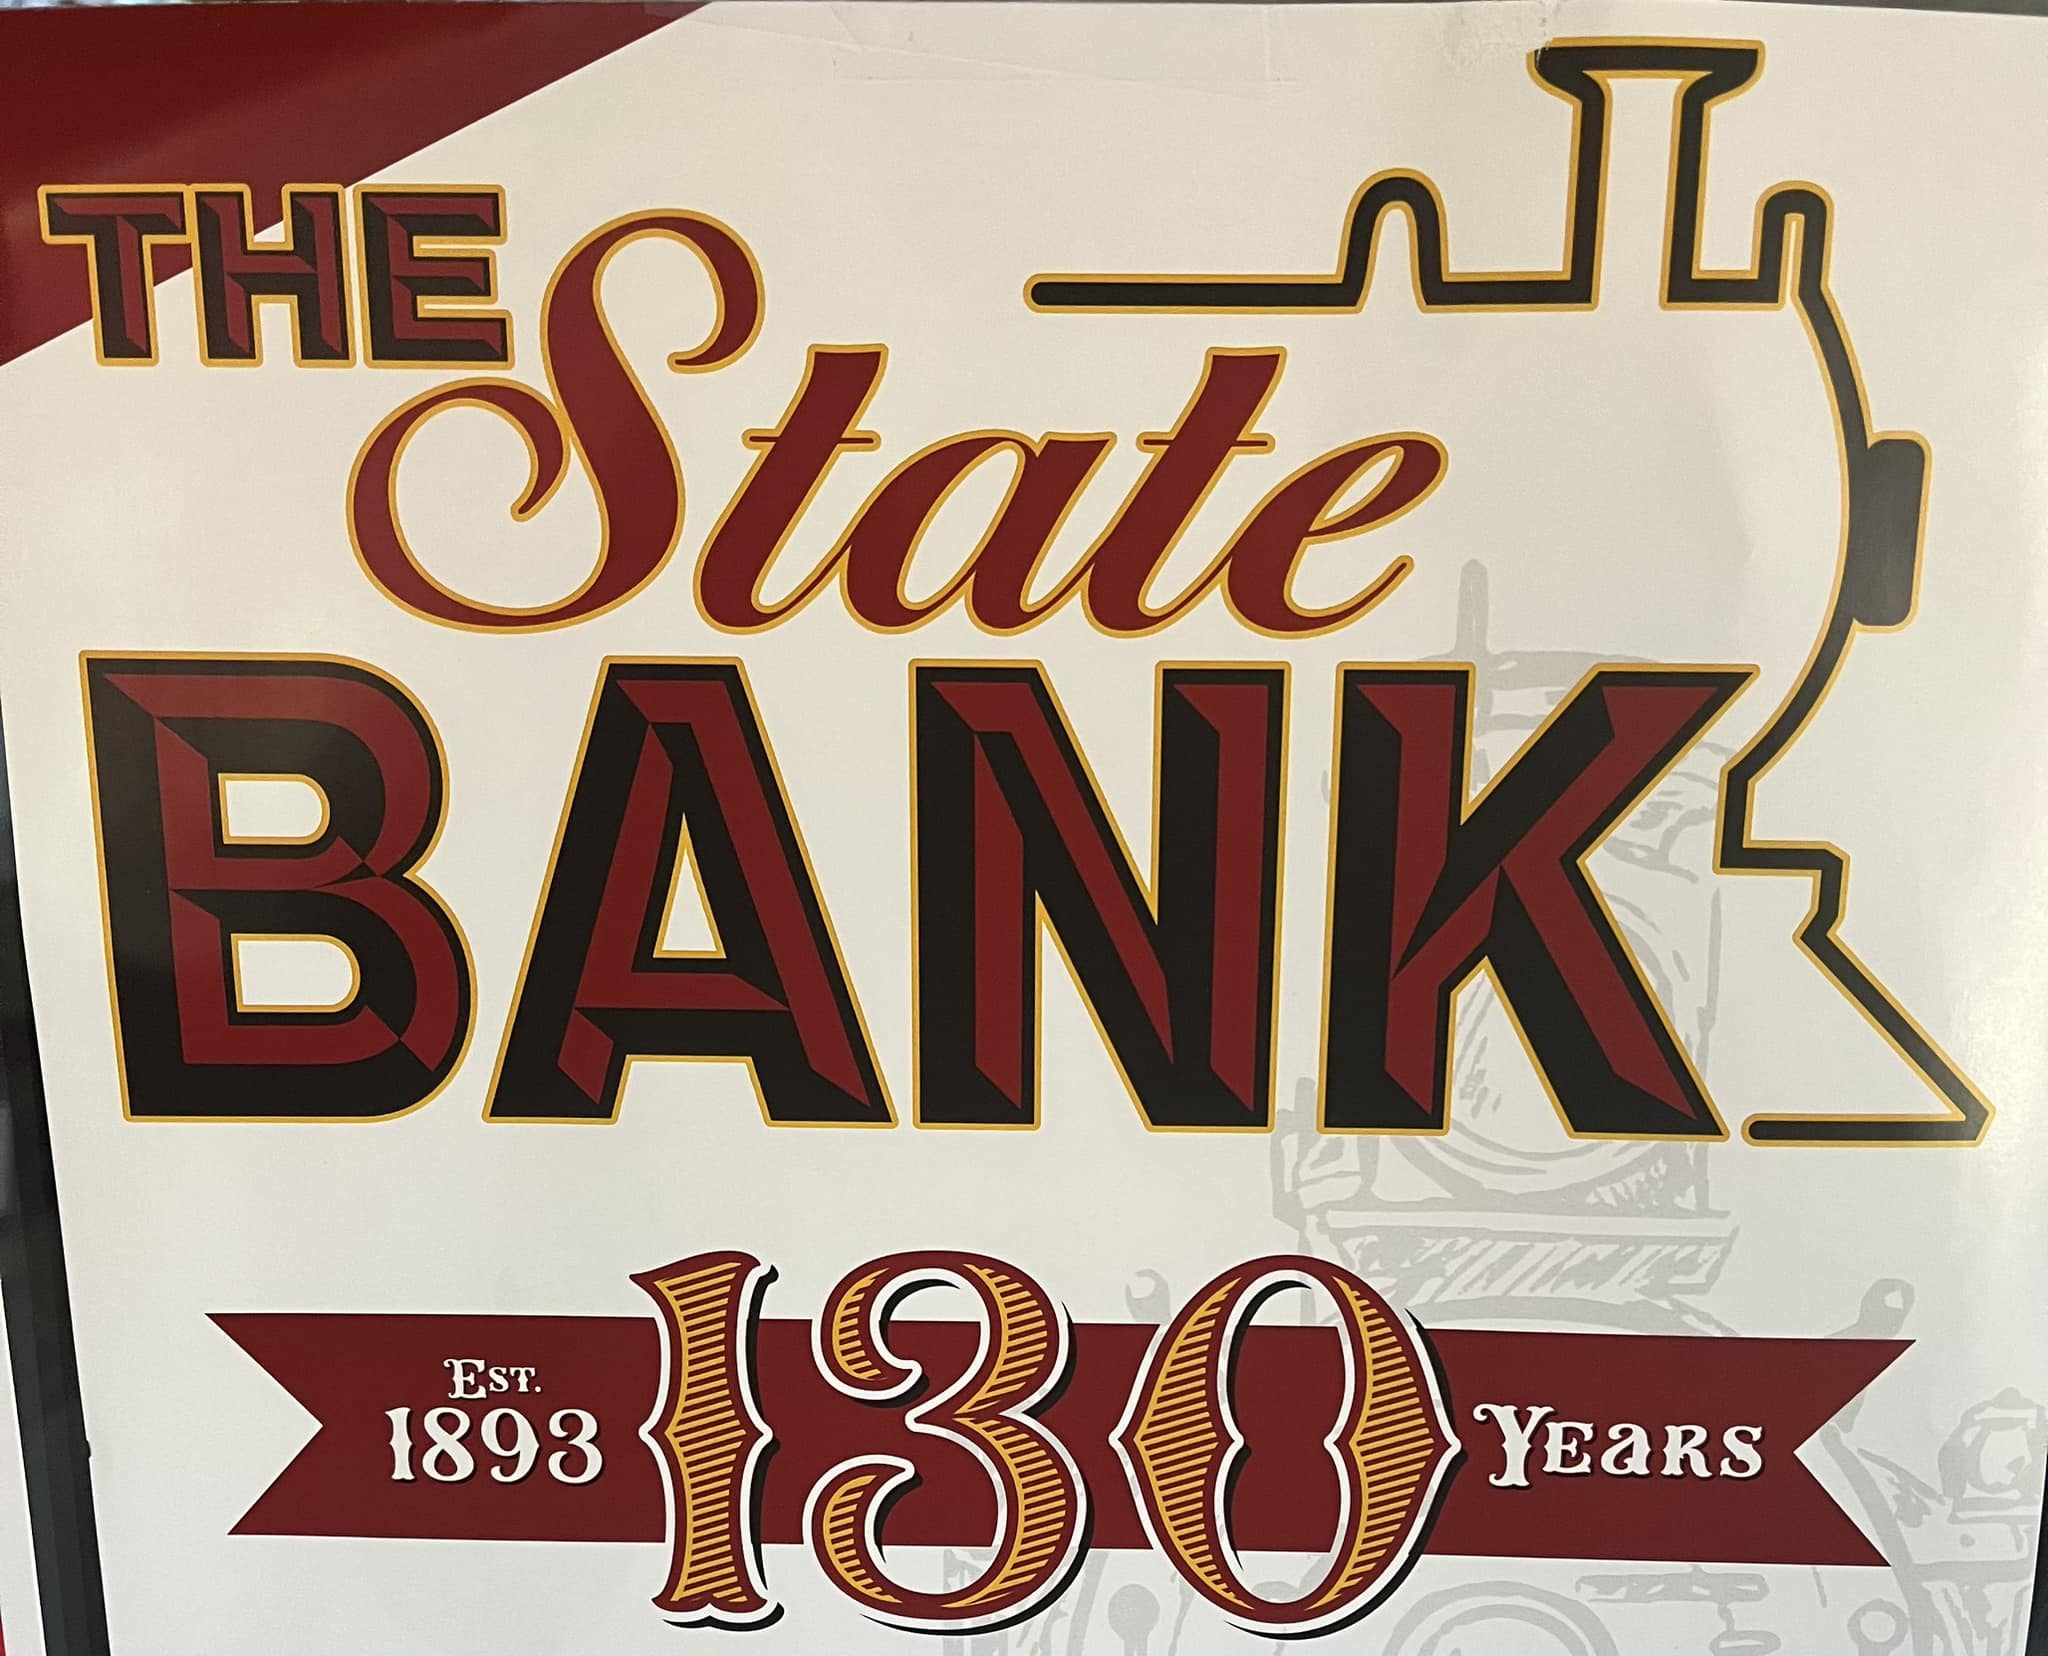 THE
State
BANK
EST.
1893
130
YEARS